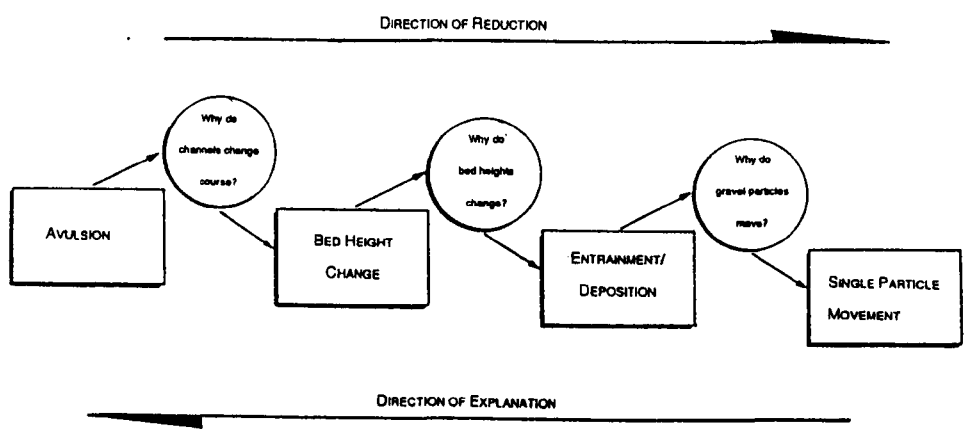 DIRECTION OF REDUCTION
Why do
channels change
course?
AVULSION
BED HEIGHT
CHANGE
Why do
bed heights
change?
ENTRAINMENT/
DEPOSITION
Why do
gravel particles
move?
SINGLE PARTICLE
MOVEMENT
DIRECTION OF EXPLANATION